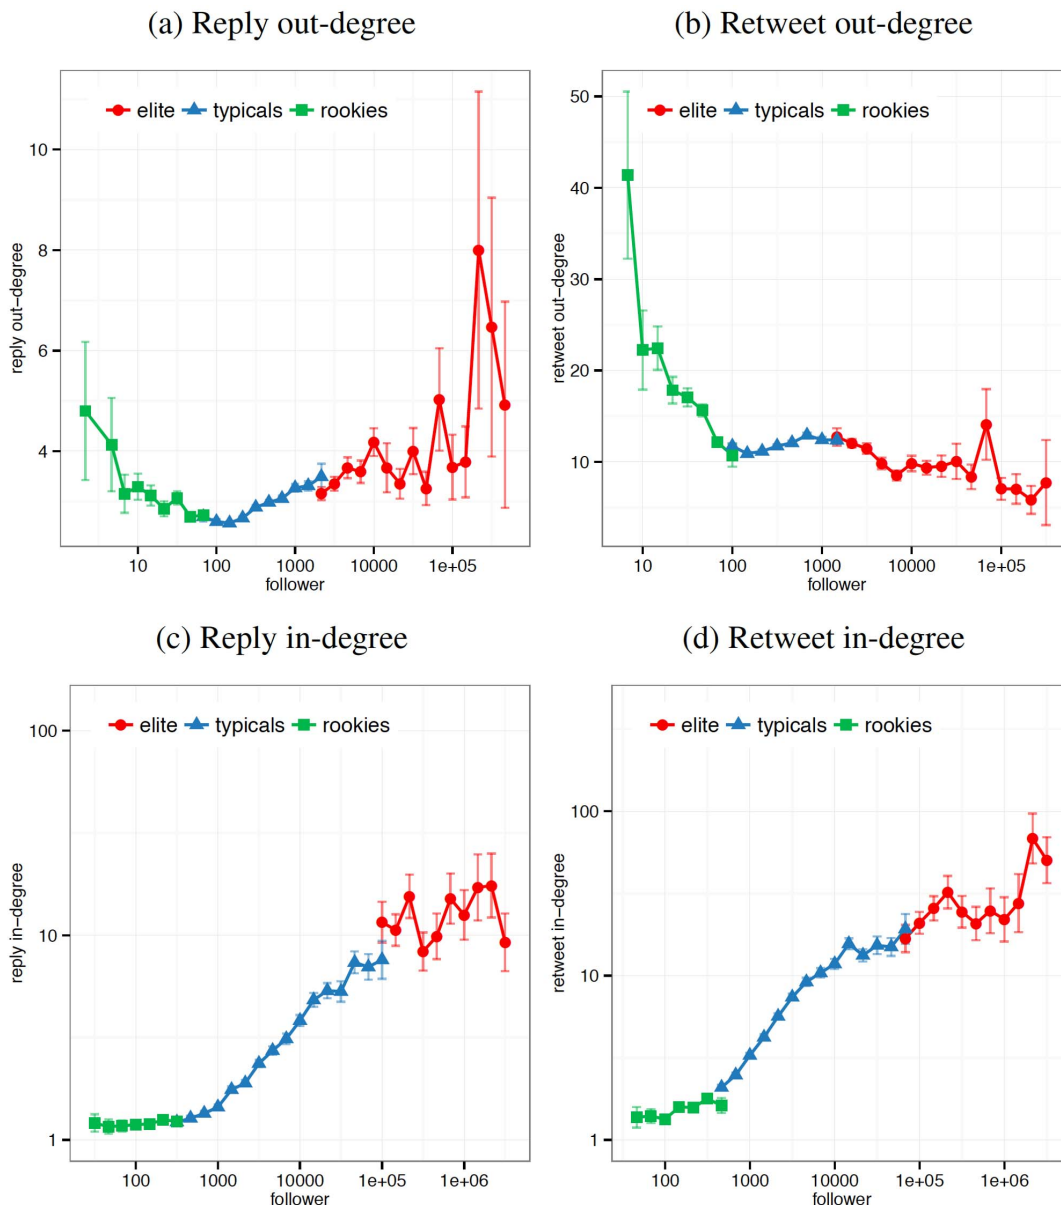 (a) Reply out-degree
elite typicals rookies
10
8
6
4
reply out−degree
10 100 1000 10000 1e+05
follower
(b) Retweet out-degree
elite typicals rookies
50
40
30
20
10
retweet out−degree
10 100 1000 10000 1e+05
follower
(c) Reply in-degree
elite typicals rookies
100
10
1
reply in−degree
100 1000 10000 1e+05 1e+06
follower
(d) Retweet in-degree
elite typicals rookies
100
10
1
retweet in−degree
100 1000 10000 1e+05 1e+06
follower